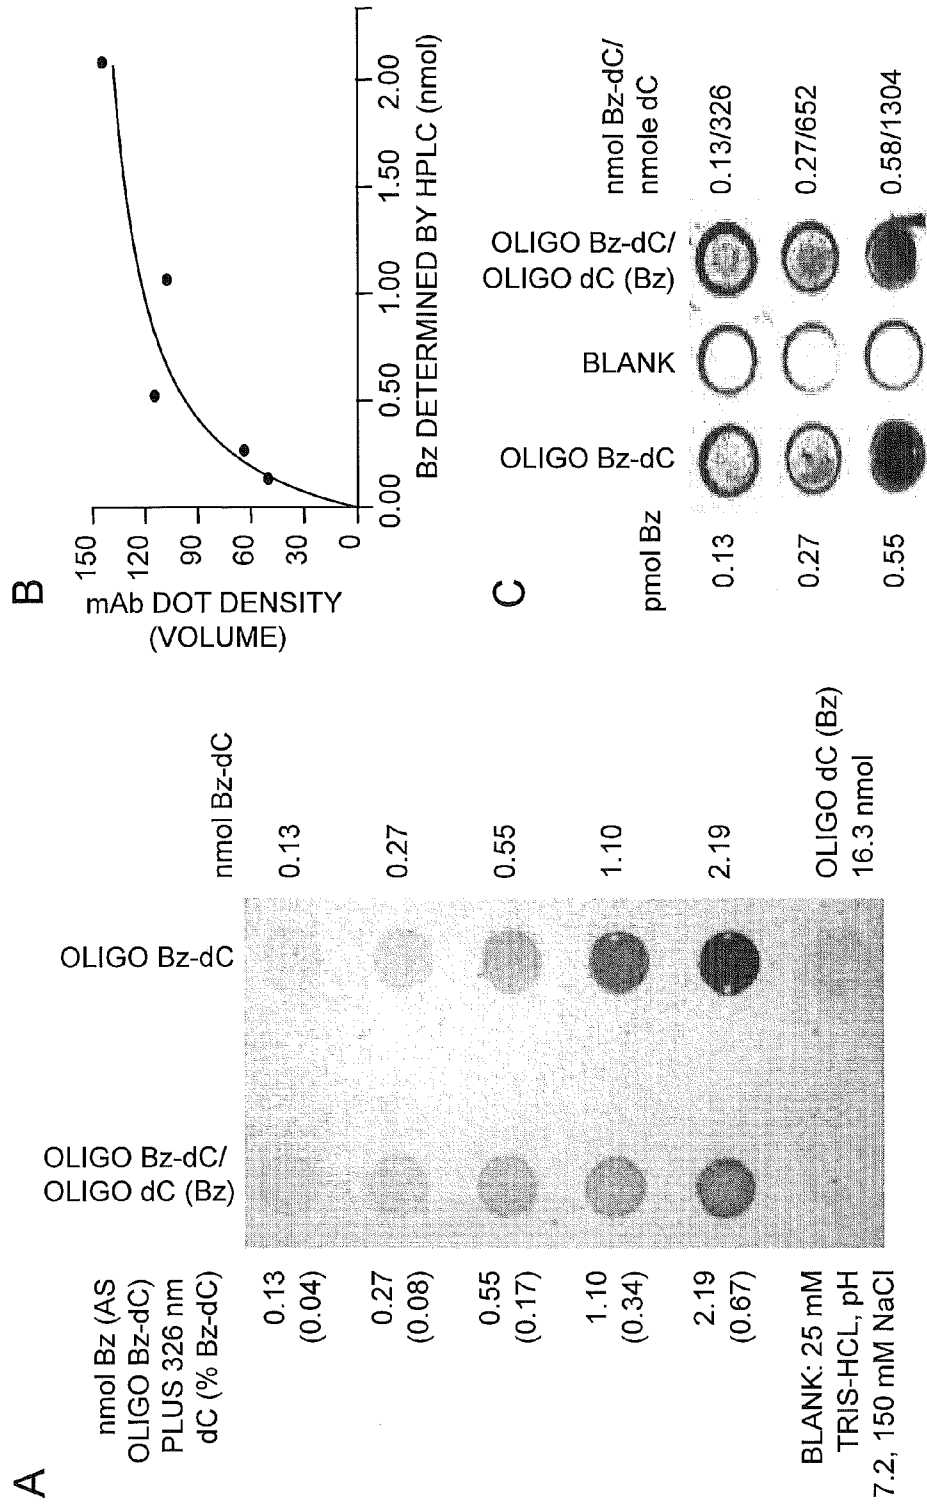 A
nmol Bz (AS
OLIGO Bz-dC)
PLUS 326 nm
dC (% Bz-dC)
OLIGO Bz-dC/
OLIGO dC (Bz)
OLIGO Bz-dC
nmol Bz-dC
0.13
(0.04)
0.13
0.27
(0.08)
0.27
0.55
(0.17)
0.55
1.10
(0.34)
1.10
2.19
(0.67)
2.19
BLANK: 25 mM
TRIS-HCL, pH
7.2, 150 mM NaCl
OLIGO dC (Bz)
16.3 nmol
B
mAb DOT DENSITY
(VOLUME)
150
120
90
60
30
0
0.00
0.50
1.00
1.50
2.00
Bz DETERMINED BY HPLC (nmol)
C
pmol Bz
OLIGO Bz-dC
BLANK
OLIGO Bz-dC/
OLIGO dC (Bz)
nmol Bz-dC/
nmole dC
0.13
0.13/326
0.27
0.27/652
0.55
0.58/1304